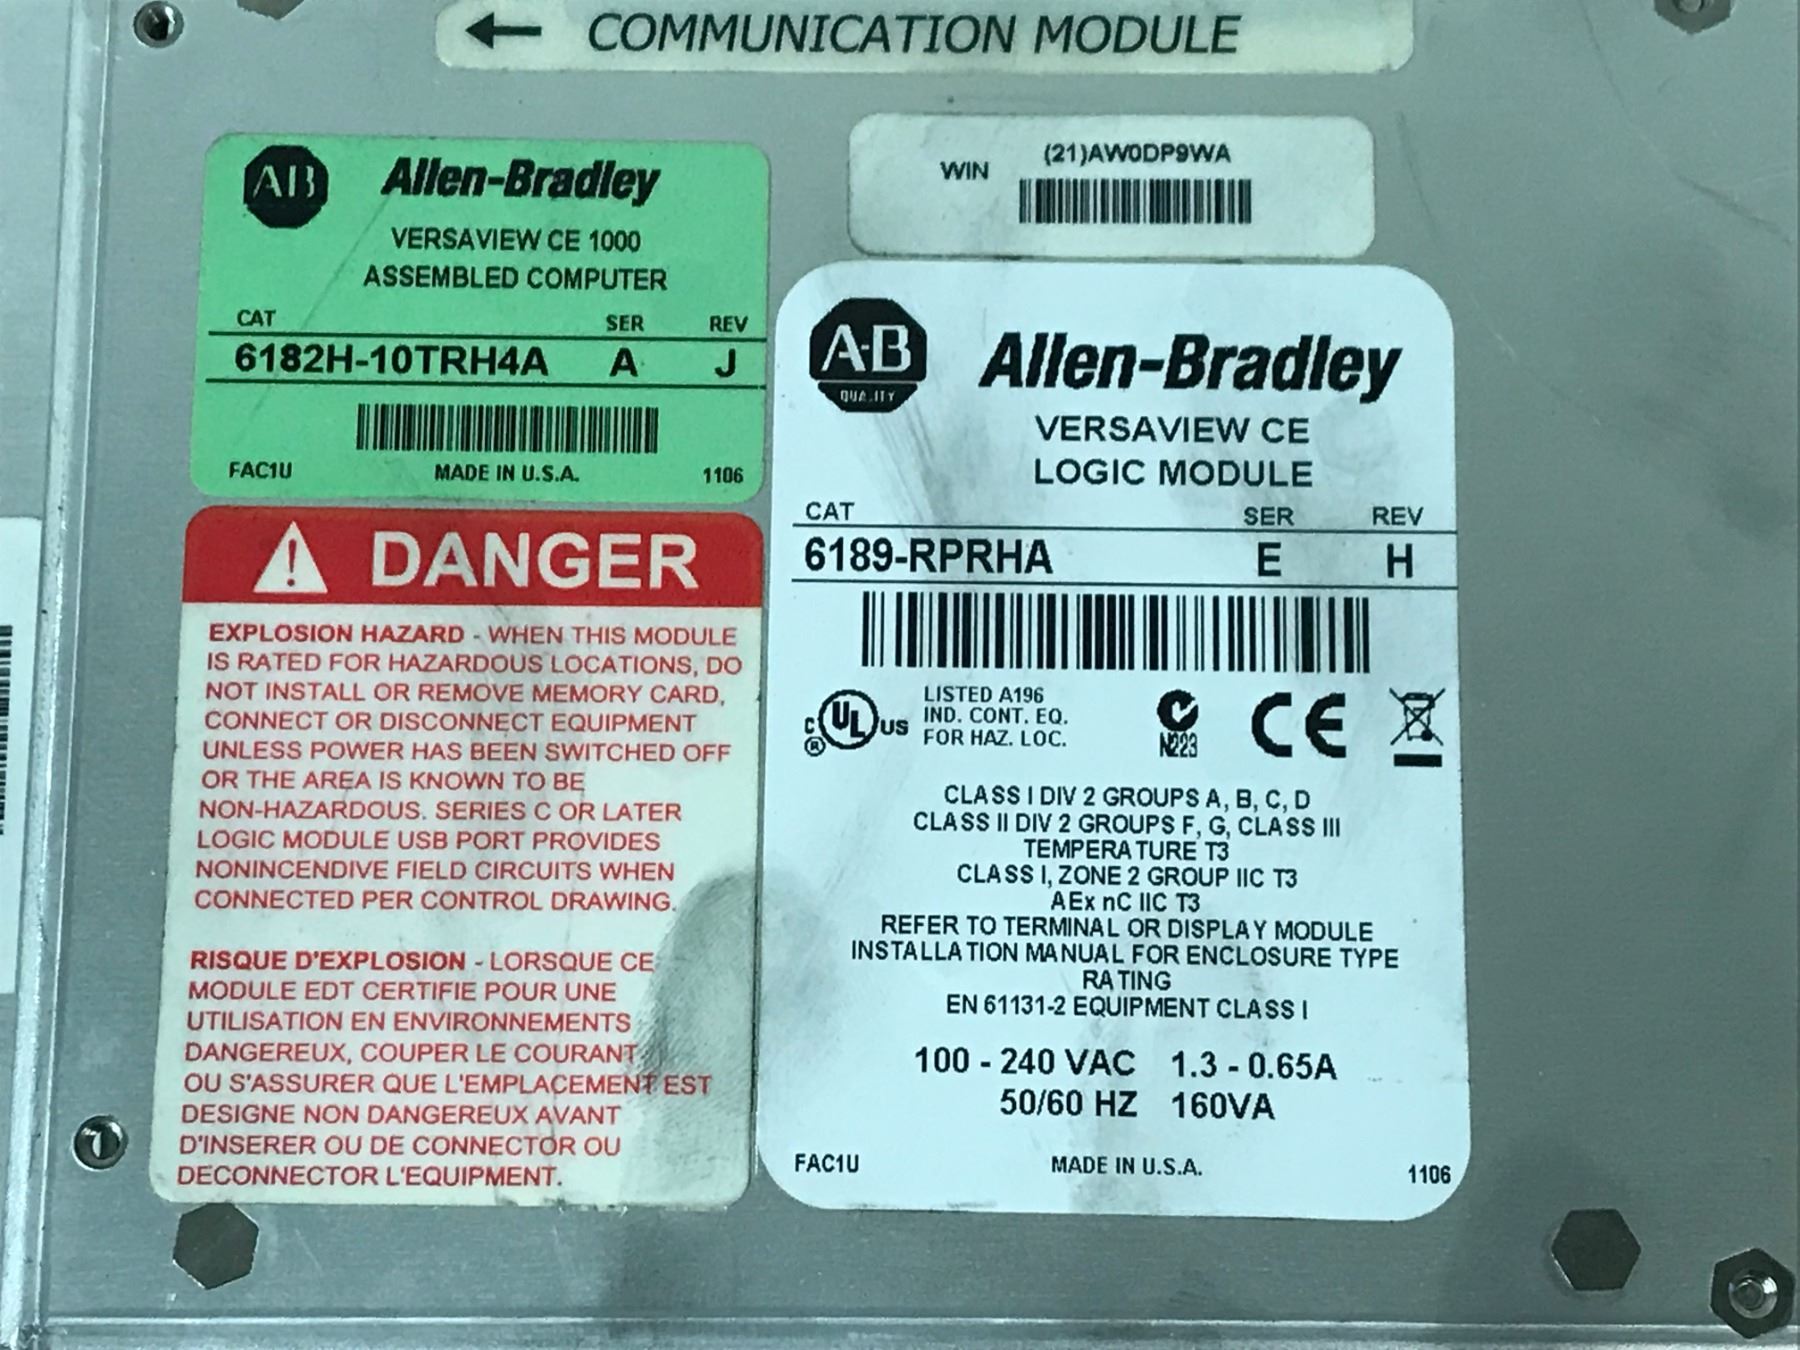 ← COMMUNICATION MODULE
AB Allen-Bradley
VERSAVIEW CE 1000
ASSEMBLED COMPUTER
CAT SER REV
6182H-10TRH4A A J
FAC1U MADE IN U.S.A. 1106
WIN (21)AW0DP9WA
DANGER
EXPLOSION HAZARD - WHEN THIS MODULE
IS RATED FOR HAZARDOUS LOCATIONS, DO
NOT INSTALL OR REMOVE MEMORY CARD,
CONNECT OR DISCONNECT EQUIPMENT
UNLESS POWER HAS BEEN SWITCHED OFF
OR THE AREA IS KNOWN TO BE
NON-HAZARDOUS. SERIES C OR LATER
LOGIC MODULE USB PORT PROVIDES
NONINCENDIVE FIELD CIRCUITS WHEN
CONNECTED PER CONTROL DRAWING.
RISQUE D'EXPLOSION - LORSQUE CE
MODULE EDT CERTIFIE POUR UNE
UTILISATION EN ENVIRONNEMENTS
DANGEREUX, COUPER LE COURANT
OU S'ASSURER QUE L'EMPLACEMENT EST
DESIGNE NON DANGEREUX AVANT
D'INSERER OU DE CONNECTOR OU
DECONNECTOR L'EQUIPMENT.
A-B QUALITY
Allen-Bradley
VERSAVIEW CE
LOGIC MODULE
CAT SER REV
6189-RPRHA E H
C UL US ®
LISTED A196
IND. CONT. EQ.
FOR HAZ. LOC.
N223
CE
CLASS I DIV 2 GROUPS A, B, C, D
CLASS II DIV 2 GROUPS F, G, CLASS III
TEMPERATURE T3
CLASS I, ZONE 2 GROUP IIC T3
AEx nC IIC T3
REFER TO TERMINAL OR DISPLAY MODULE
INSTALLATION MANUAL FOR ENCLOSURE TYPE
RATING
EN 61131-2 EQUIPMENT CLASS I
100 - 240 VAC 1.3 - 0.65A
50/60 HZ 160VA
FAC1U MADE IN U.S.A. 1106